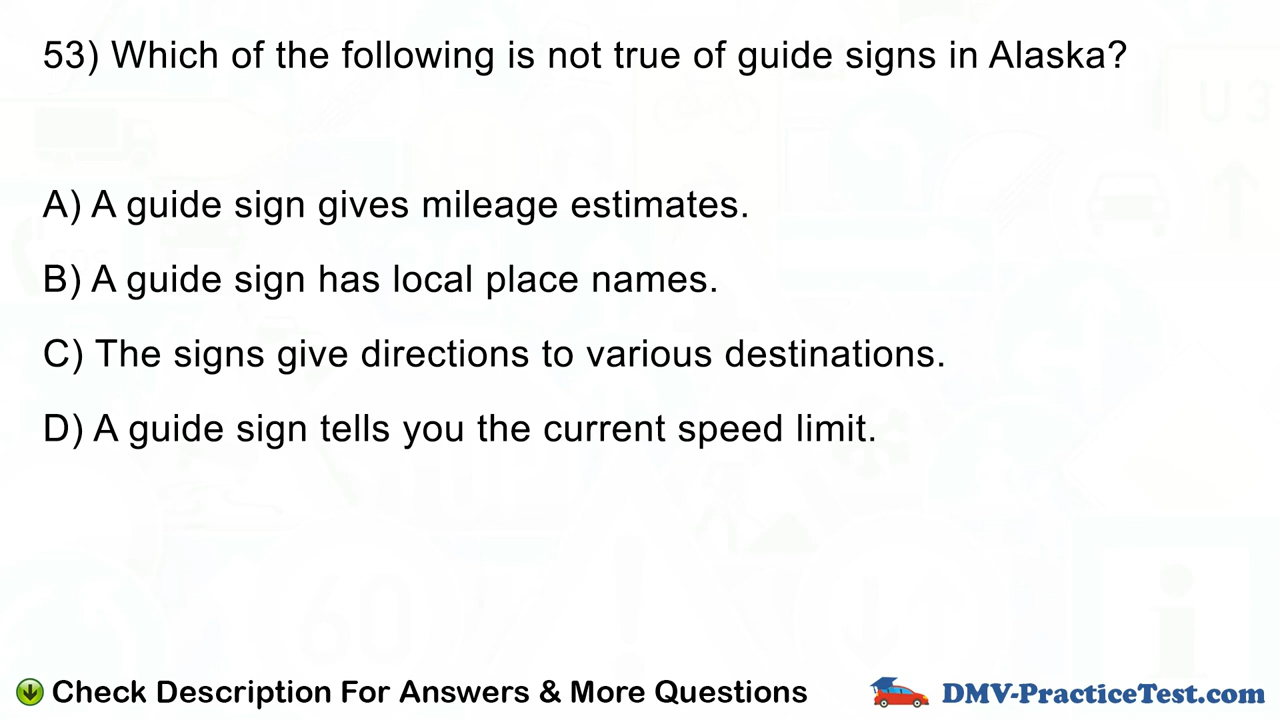 53) Which of the following is not true of guide signs in Alaska?
A) A guide sign gives mileage estimates.
B) A guide sign has local place names.
C) The signs give directions to various destinations.
D) A guide sign tells you the current speed limit.
U 3
60
i
Check Description For Answers & More Questions
DMV-PracticeTest.com